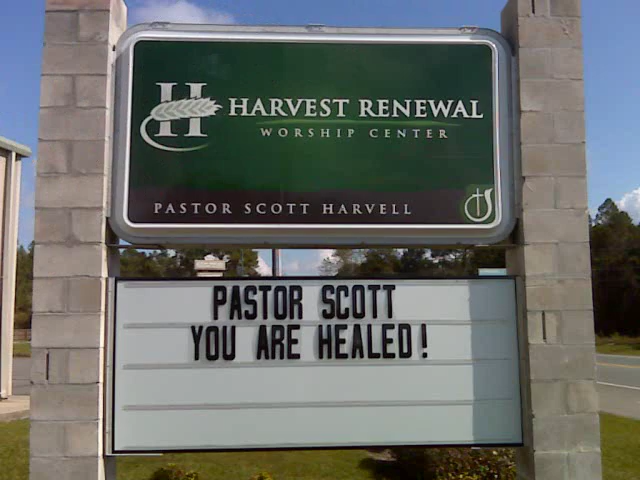 H
HARVEST RENEWAL
WORSHIP CENTER
PASTOR SCOTT HARVELL
PASTOR SCOTT
YOU ARE HEALED!